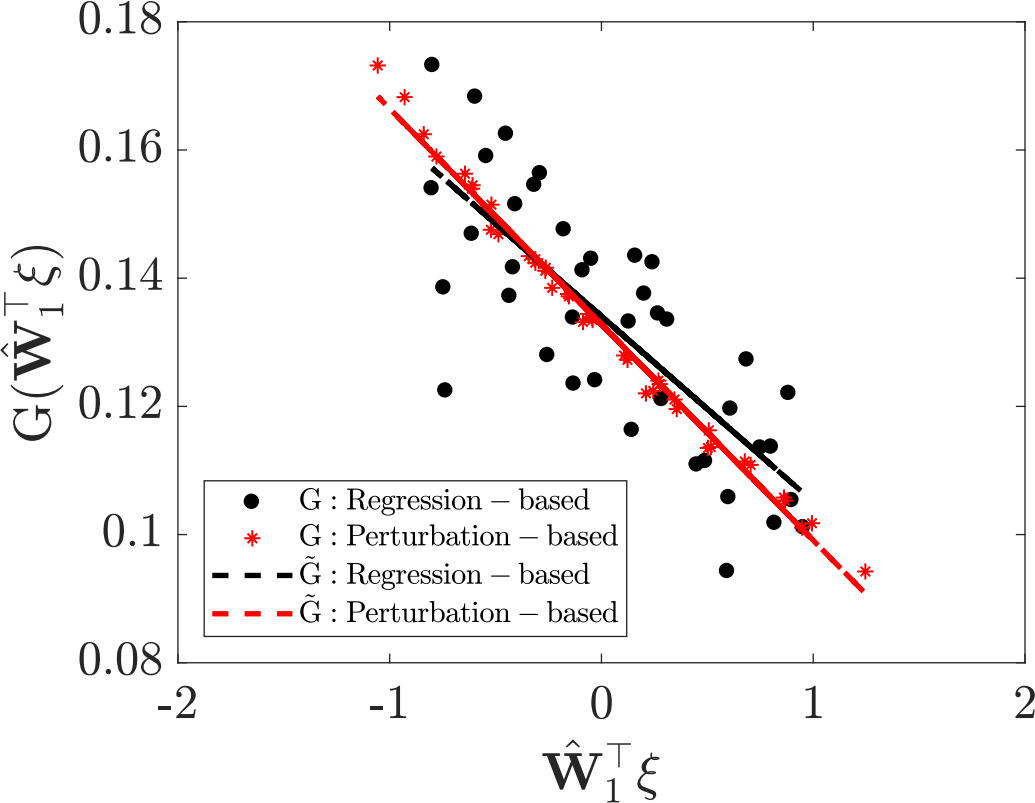 0.18
0.16
0.14
0.12
0.1
0.08
G(Ŵ₁^⊤ξ)
G : Regression − based
G : Perturbation − based
G̃ : Regression − based
G̃ : Perturbation − based
-2 -1 0 1 2
Ŵ₁^⊤ξ